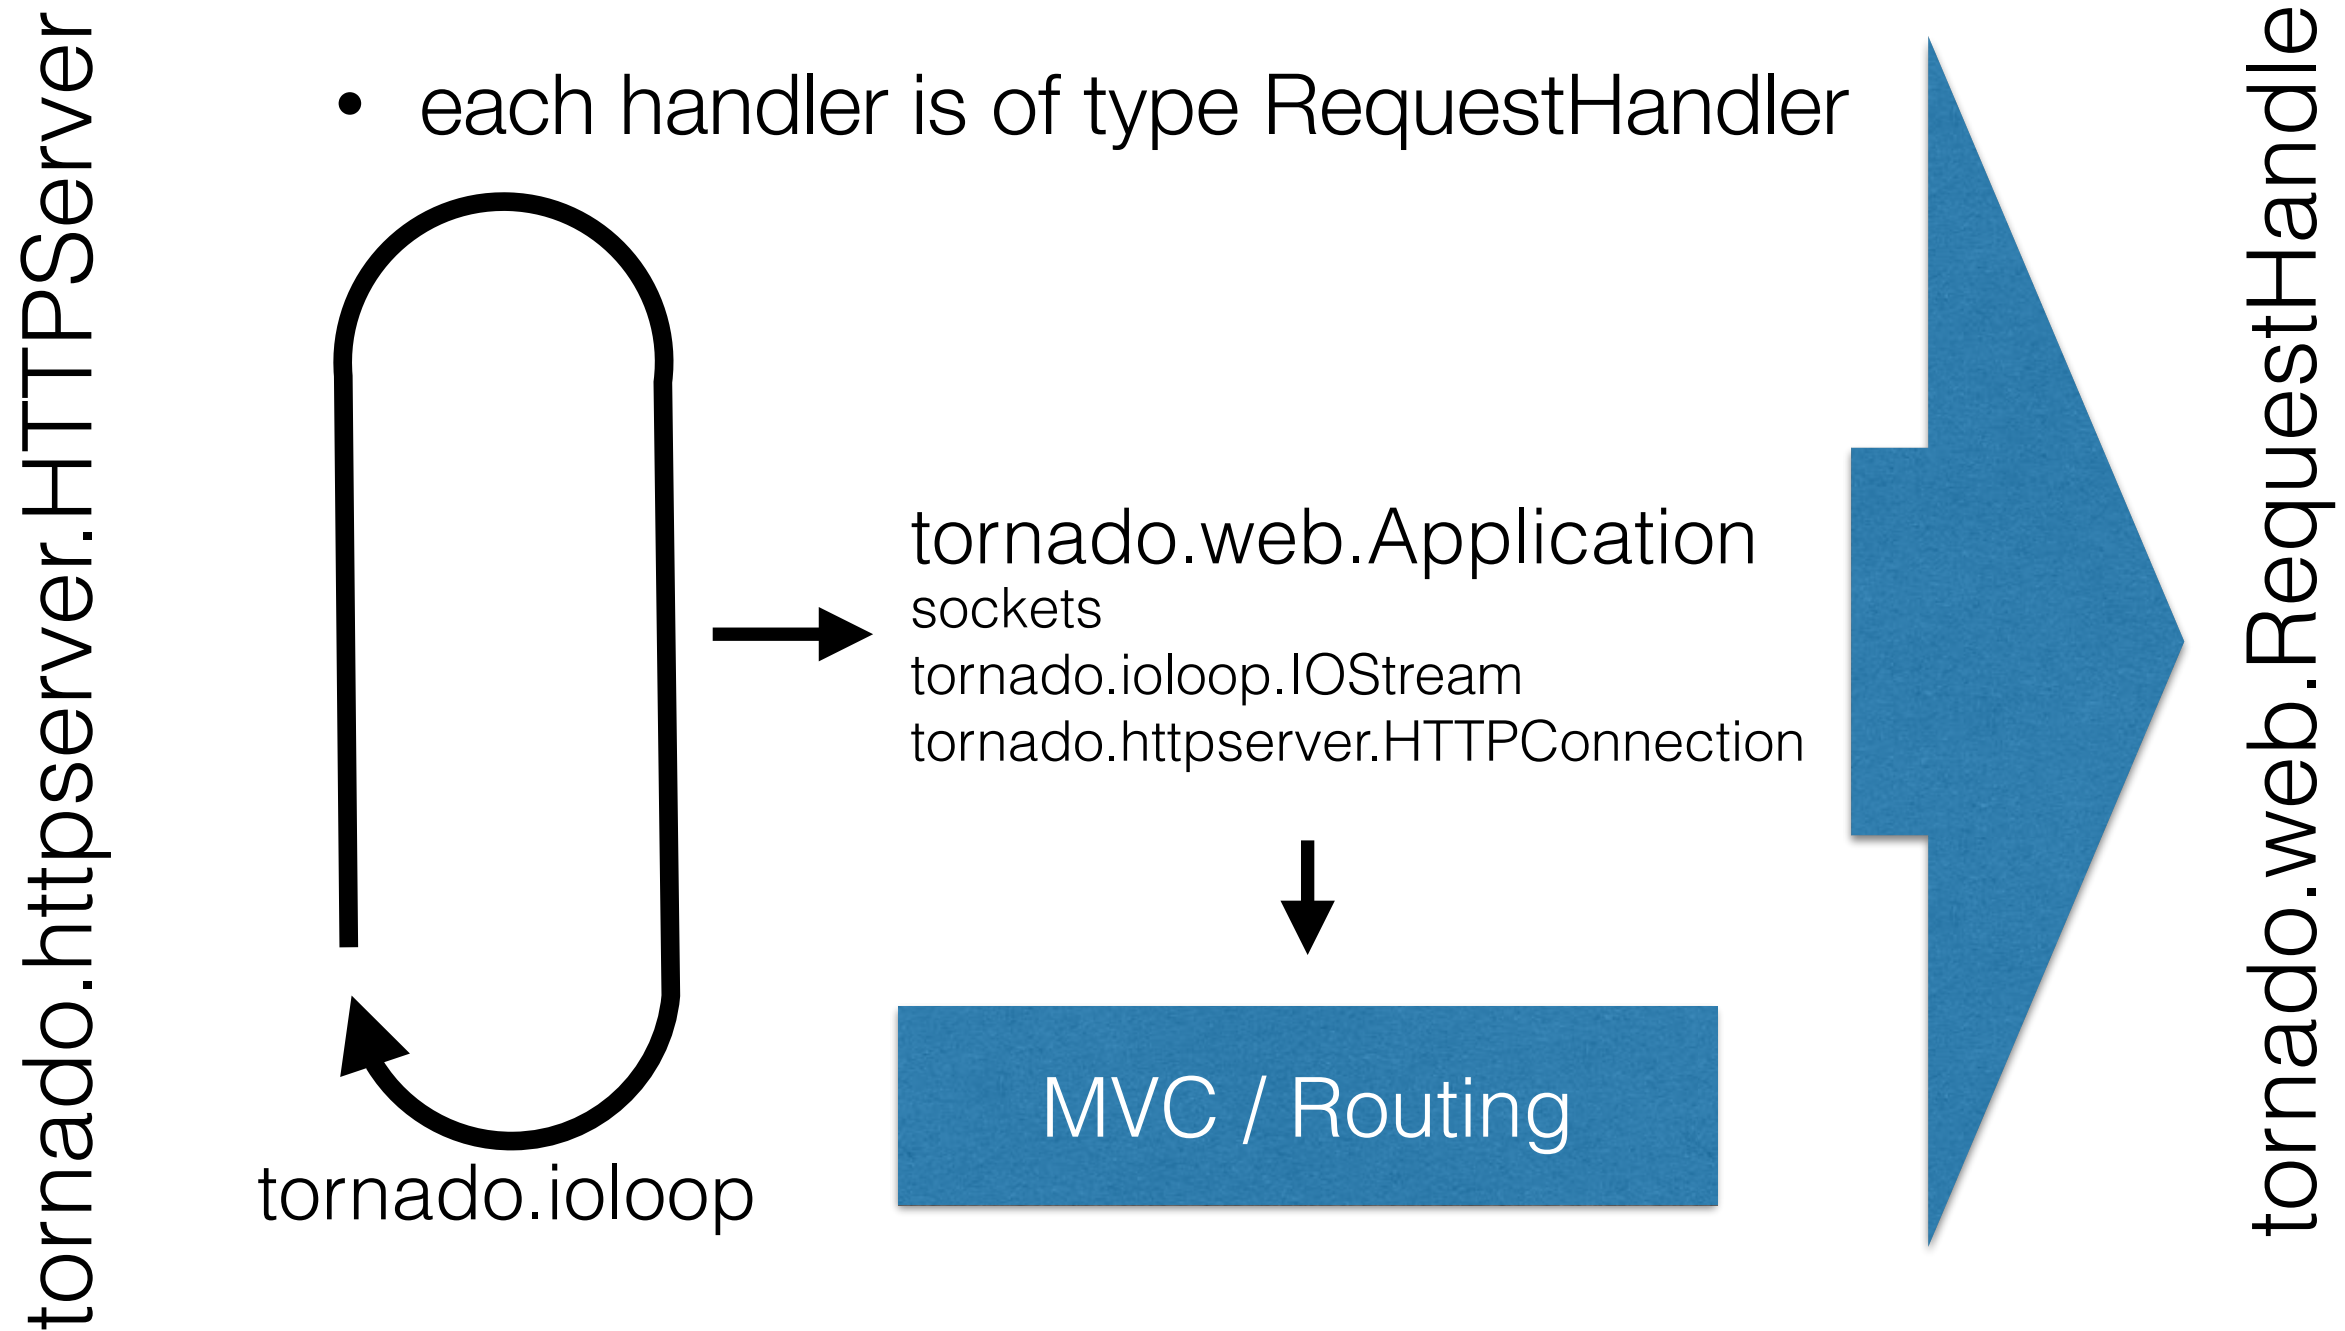 tornado.httpserver.HTTPServer
• each handler is of type RequestHandler
tornado.web.Application
sockets
tornado.ioloop.IOStream
tornado.httpserver.HTTPConnection
MVC / Routing
tornado.ioloop
tornado.web.RequestHandle